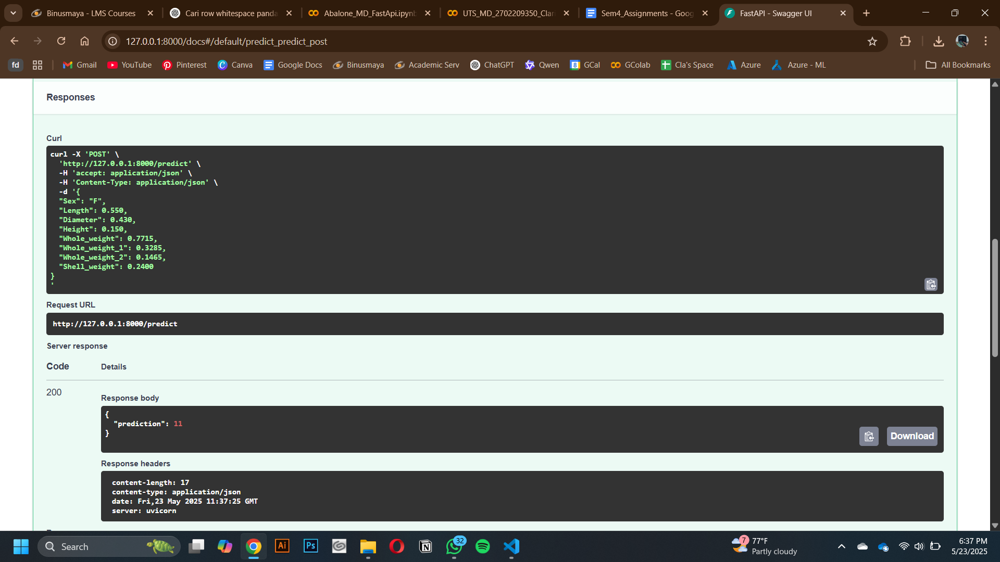 Binusmaya - LMS Courses
Cari row whitespace panda
Abalone_MD_FastApi.ipynb
UTS_MD_2702209350_Clar
Sem4_Assignments - Goog
FastAPI - Swagger UI
127.0.0.1:8000/docs#/default/predict_predict_post
fd
Gmail
YouTube
Pinterest
Canva
Google Docs
Binusmaya
Academic Serv
ChatGPT
Qwen
8
GCal
GColab
Cla's Space
Azure
Azure - ML
All Bookmarks
Responses
Curl
curl -X 'POST' \
'http://127.0.0.1:8000/predict' \
-H 'accept: application/json' \
-H 'Content-Type: application/json' \
-d '{
"Sex": "F",
"Length": 0.550,
"Diameter": 0.430,
"Height": 0.150,
"Whole_weight": 0.7715,
"Whole_weight_1": 0.3285,
"Whole_weight_2": 0.1465,
"Shell_weight": 0.2400
}
'
Request URL
http://127.0.0.1:8000/predict
Server response
Code
Details
200
Response body
{
"prediction": 11
}
Download
Response headers
content-length: 17
content-type: application/json
date: Fri,23 May 2025 11:37:25 GMT
server: uvicorn
Search
Ai
Ps
32
7
77°F
Partly cloudy
6:37 PM
5/23/2025